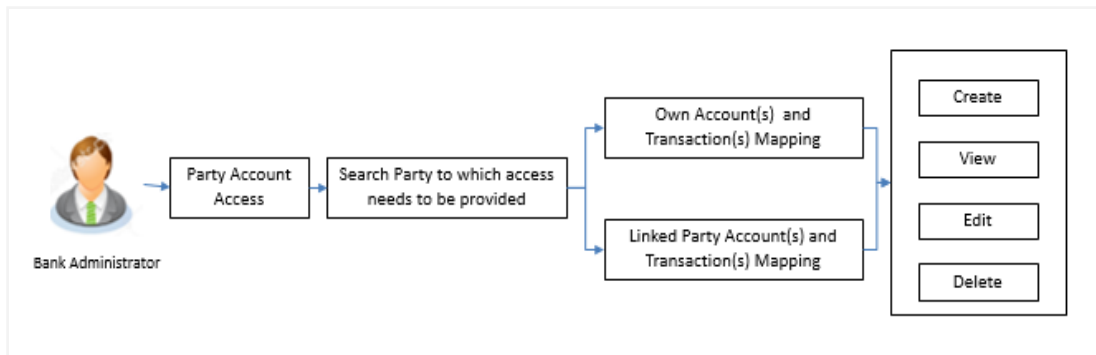 Bank Administrator
Party Account
Access
Search Party to which access
needs to be provided
Own Account(s) and
Transaction(s) Mapping
Linked Party Account(s) and
Transaction(s) Mapping
Create
View
Edit
Delete